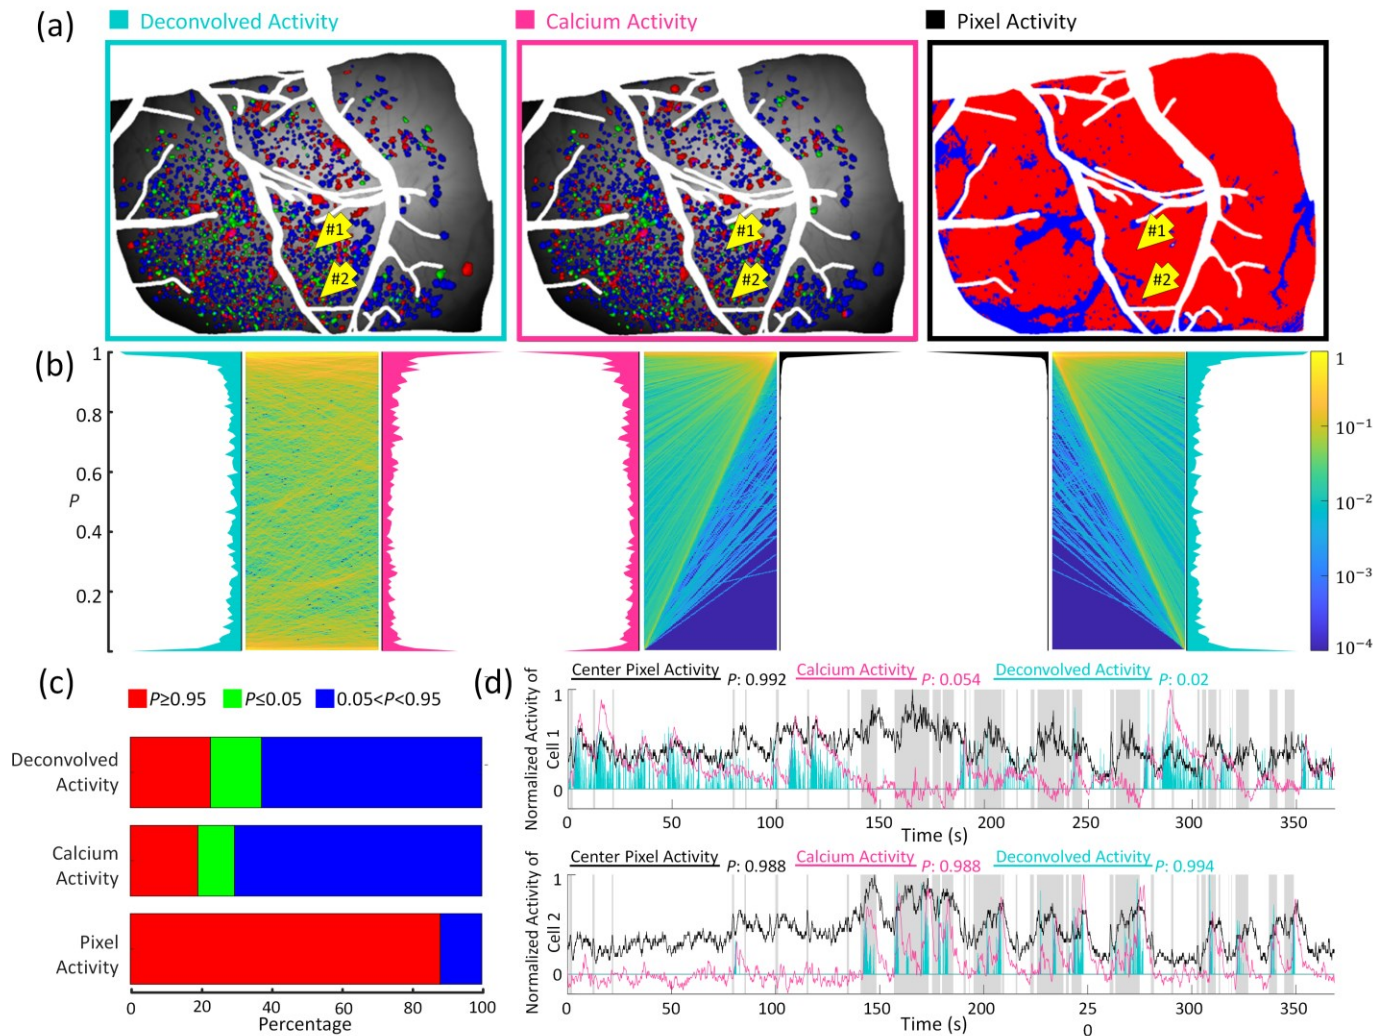 (a)
Deconvolved Activity
Calcium Activity
Pixel Activity
#1
#2
#1
#2
#1
#2
(b)
1
0.8
0.6
P
0.4
0.2
1
10⁻¹
10⁻²
10⁻³
10⁻⁴
(c)
P≥0.95
P≤0.05
0.05<P<0.95
Deconvolved
Activity
Calcium
Activity
Pixel
Activity
0 20 40 60 80 100
Percentage
(d)
Center Pixel Activity P: 0.992
Calcium Activity P: 0.054
Deconvolved Activity P: 0.02
Normalized Activity of
Cell 1
1
0
0 50 100 150 200 250 300 350
Time (s)
Center Pixel Activity P: 0.988
Calcium Activity P: 0.988
Deconvolved Activity P: 0.994
Normalized Activity of
Cell 2
1
0
0 50 100 150 200 250 300 350
Time (s)
0